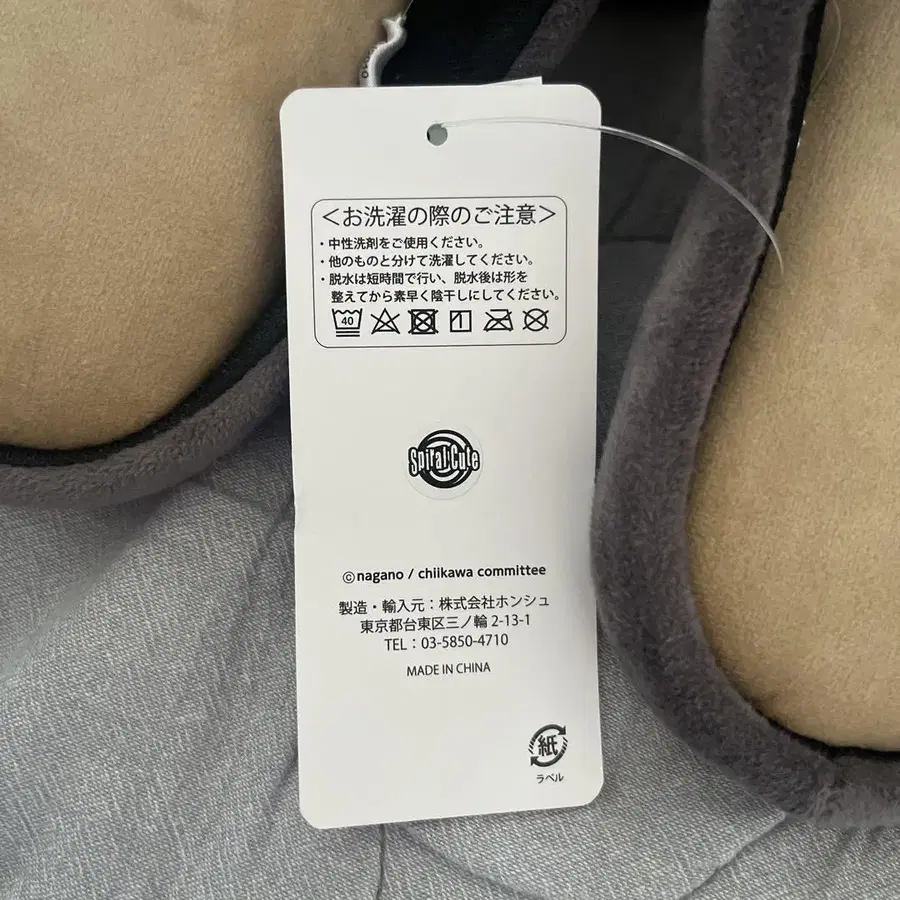 ＜お洗濯の際のご注意＞
・中性洗剤をご使用ください。
・他のものと分けて洗濯してください。
・脱水は短時間で行い、脱水後は形を
整えてから素早く陰干しにしてください。
40
Spiral Cute
©nagano / chiikawa committee
製造・輸入元：株式会社ホンシュ
東京都台東区三ノ輪 2-13-1
TEL：03-5850-4710
MADE IN CHINA
紙
ラベル